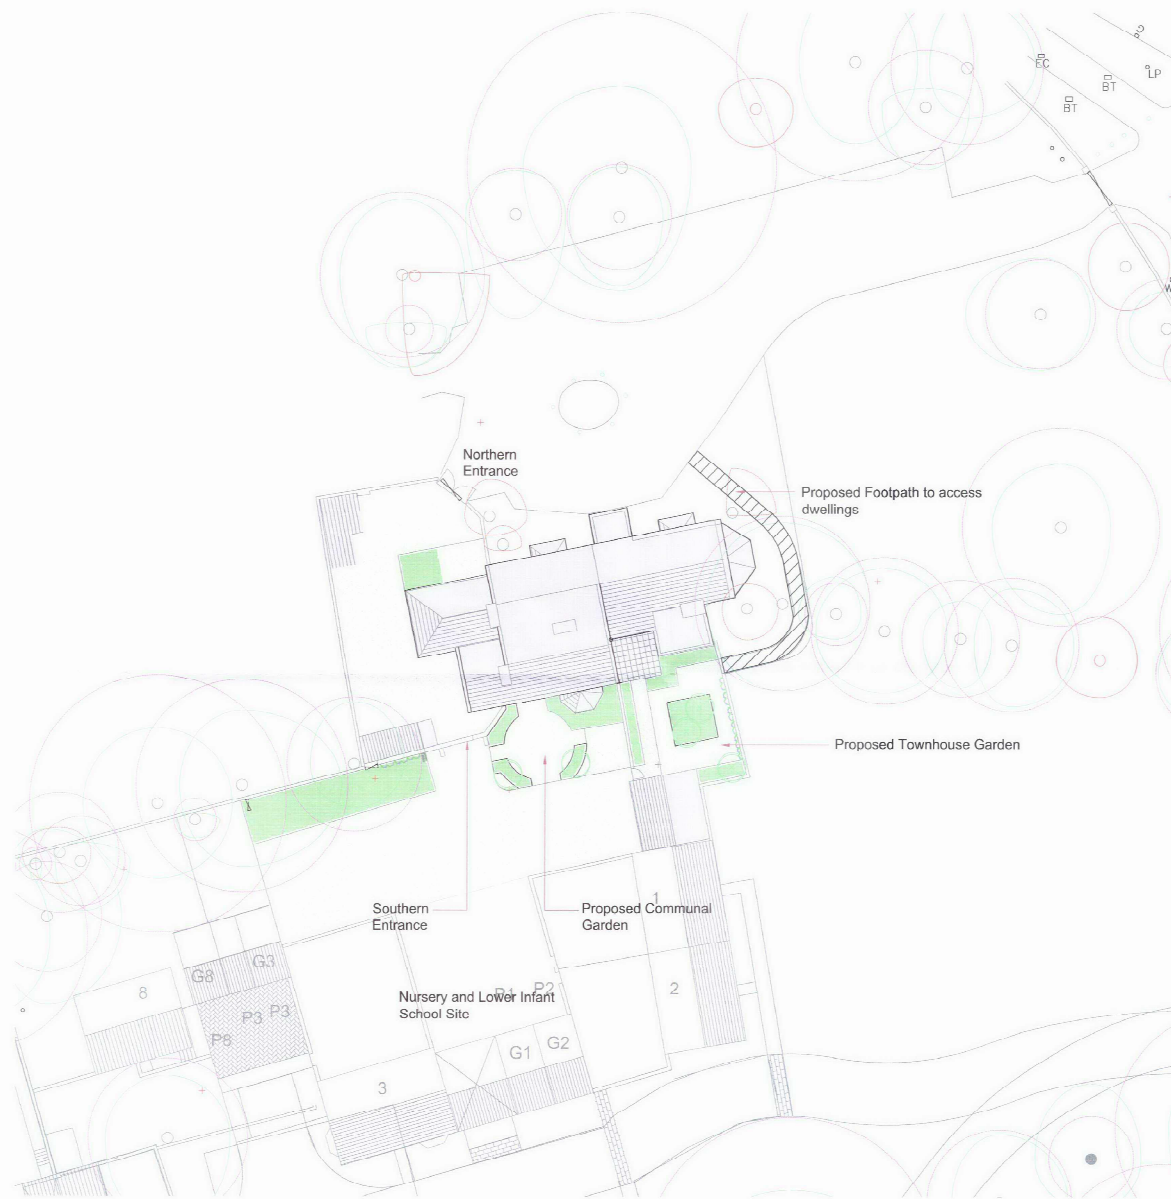 EC
BT
BT
LP
Northern
Entrance
Proposed Footpath to access
dwellings
Proposed Townhouse Garden
Southern
Entrance
Proposed Communal
Garden
1
2
Nursery and Lower Infant
School Site
P1
P2
G8
G3
8
P3
P3
P8
G1
G2
3